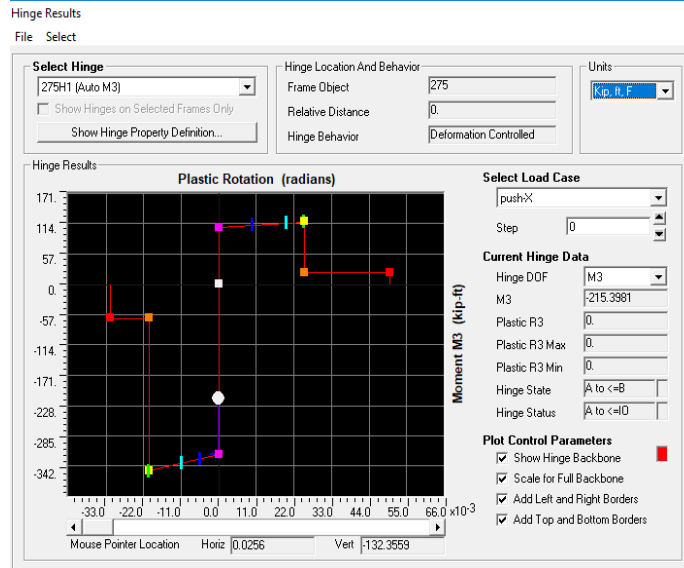 Hinge Results
File Select
Select Hinge
275H1 (Auto M3)
Show Hinges on Selected Frames Only
Show Hinge Property Definition...
Hinge Location And Behavior
Frame Object 275
Relative Distance 0.
Hinge Behavior Deformation Controlled
Units
Kip, ft, F
Hinge Results
Plastic Rotation (radians)
171.
114.
57.
0.
-57.
-114.
-171.
-228.
-285.
-342.
Moment M3 (kip-ft)
-33.0 -22.0 -11.0 0.0 11.0 22.0 33.0 44.0 55.0 66.0 x10-3
Mouse Pointer Location Horiz 0.0256 Vert -132.3559
Select Load Case
push-X
Step 0
Current Hinge Data
Hinge DOF M3
M3 -215.3981
Plastic R3 0.
Plastic R3 Max 0.
Plastic R3 Min 0.
Hinge State A to <=B
Hinge Status A to <=IO
Plot Control Parameters
Show Hinge Backbone
Scale for Full Backbone
Add Left and Right Borders
Add Top and Bottom Borders